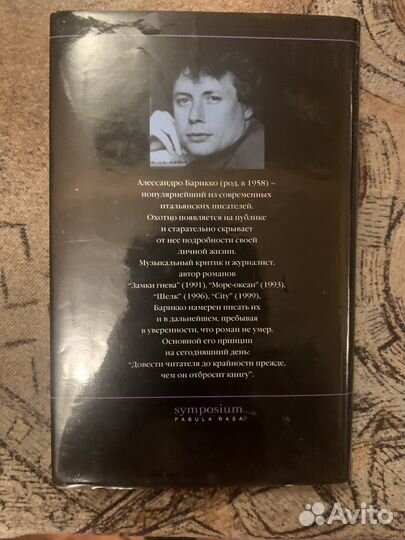 Алессандро Барикко (род. в 1958) –
популярнейший из современных
итальянских писателей.
Охотно появляется на публике
и старательно скрывает
от нее подробности своей
личной жизни.
Музыкальный критик и журналист,
автор романов
"Замки гнева" (1991), "Море-океан" (1993),
"Шелк" (1996), "City" (1999),
Барикко намерен писать их
и в дальнейшем, пребывая
в уверенности, что роман не умер.
Основной его принцип
на сегодняшний день:
"Довести читателя до крайности прежде,
чем он отбросит книгу".
symposium
FABULA RASA
Avito